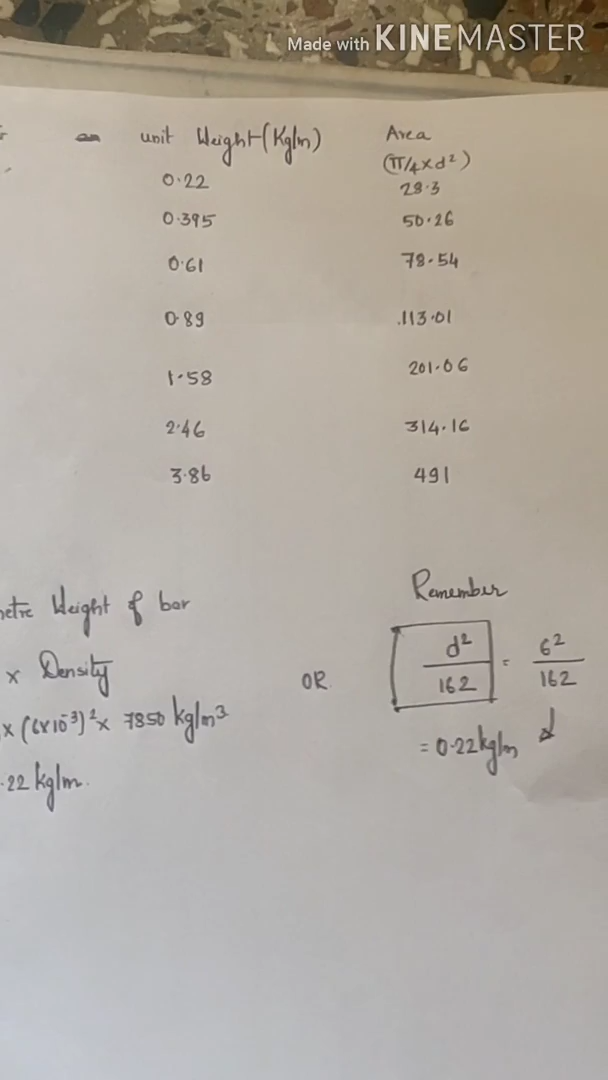 Made with KINEMASTER
unit Weight (Kg/m) Area
(π/4 x d²)
0.22 28.3
0.395 50.26
0.61 78.54
0.89 113.01
1.58 201.06
2.46 314.16
3.86 491
Remember
Weight of bar
x Density OR d²/162 = 6²/162
x (6x10⁻³)² x 7850 kg/m³
= 0.22 kg/m
.22 kg/m.